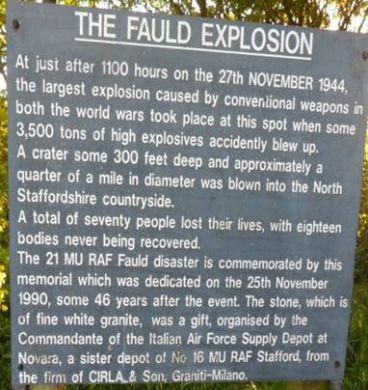 THE FAULD EXPLOSION
At just after 1100 hours on the 27th NOVEMBER 1944,
the largest explosion caused by conventional weapons in
both the world wars took place at this spot when some
3,500 tons of high explosives accidently blew up.
A crater some 300 feet deep and approximately a
quarter of a mile in diameter was blown into the North
Staffordshire countryside.
A total of seventy people lost their lives, with eighteen
bodies never being recovered.
The 21 MU RAF Fauld disaster is commemorated by this
memorial which was dedicated on the 25th November
1990, some 46 years after the event. The stone, which is
of fine white granite, was a gift, organised by the
Commandante of the Italian Air Force Supply Depot at
Novara, a sister depot of No 16 MU RAF Stafford, from
the firm of CIRLA & Son, Graniti-Milano.